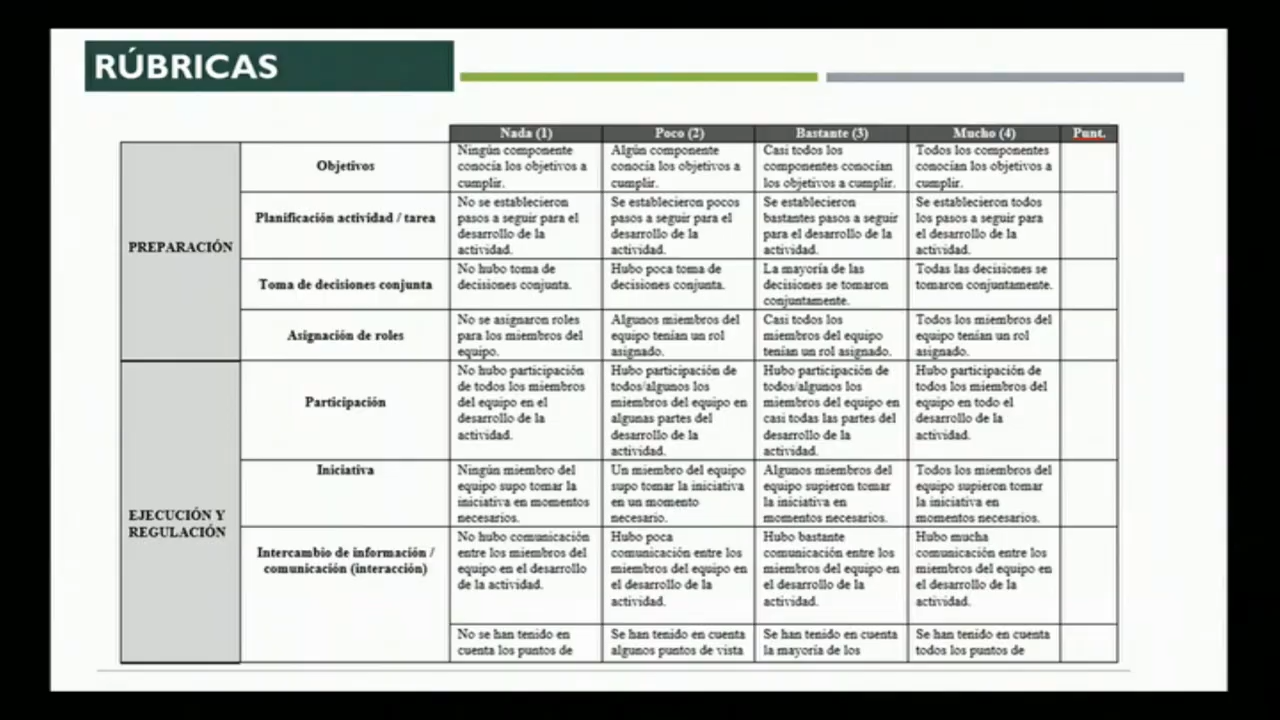 RÚBRICAS
Nada (1) Poco (2) Bastante (3) Mucho (4) Punt.
PREPARACIÓN
Objetivos
Ningún componente
conocía los objetivos a
cumplir.
Algún componente
conocía los objetivos a
cumplir.
Casi todos los
componentes conocían
los objetivos a cumplir.
Todos los componentes
conocían los objetivos a
cumplir.
Planificación actividad / tarea
No se establecieron
pasos a seguir para el
desarrollo de la
actividad.
Se establecieron pocos
pasos a seguir para el
desarrollo de la
actividad.
Se establecieron
bastantes pasos a seguir
para el desarrollo de la
actividad.
Se establecieron todos
los pasos a seguir para
el desarrollo de la
actividad.
Toma de decisiones conjunta
No hubo toma de
decisiones conjunta.
Hubo poca toma de
decisiones conjunta.
La mayoría de las
decisiones se tomaron
conjuntamente.
Todas las decisiones se
tomaron conjuntamente.
Asignación de roles
No se asignaron roles
para los miembros del
equipo.
Algunos miembros del
equipo tenían un rol
asignado.
Casi todos los
miembros del equipo
tenían un rol asignado.
Todos los miembros del
equipo tenían un rol
asignado.
EJECUCIÓN Y
REGULACIÓN
Participación
No hubo participación
de todos los miembros
del equipo en el
desarrollo de la
actividad.
Hubo participación de
todos/algunos los
miembros del equipo en
algunas partes del
desarrollo de la
actividad.
Hubo participación de
todos/algunos los
miembros del equipo en
casi todas las partes del
desarrollo de la
actividad.
Hubo participación de
todos los miembros del
equipo en todo el
desarrollo de la
actividad.
Iniciativa
Ningún miembro del
equipo supo tomar la
iniciativa en momentos
necesarios.
Un miembro del equipo
supo tomar la iniciativa
en un momento
necesario.
Algunos miembros del
equipo supieron tomar
la iniciativa en
momentos necesarios.
Todos los miembros del
equipo supieron tomar
la iniciativa en
momentos necesarios.
Intercambio de información /
comunicación (interacción)
No hubo comunicación
entre los miembros del
equipo en el desarrollo
de la actividad.
Hubo poca
comunicación entre los
miembros del equipo en
el desarrollo de la
actividad.
Hubo bastante
comunicación entre los
miembros del equipo en
el desarrollo de la
actividad.
Hubo mucha
comunicación entre los
miembros del equipo en
el desarrollo de la
actividad.
No se han tenido en
cuenta los puntos de
Se han tenido en cuenta
algunos puntos de vista
Se han tenido en cuenta
la mayoría de los
Se han tenido en cuenta
todos los puntos de